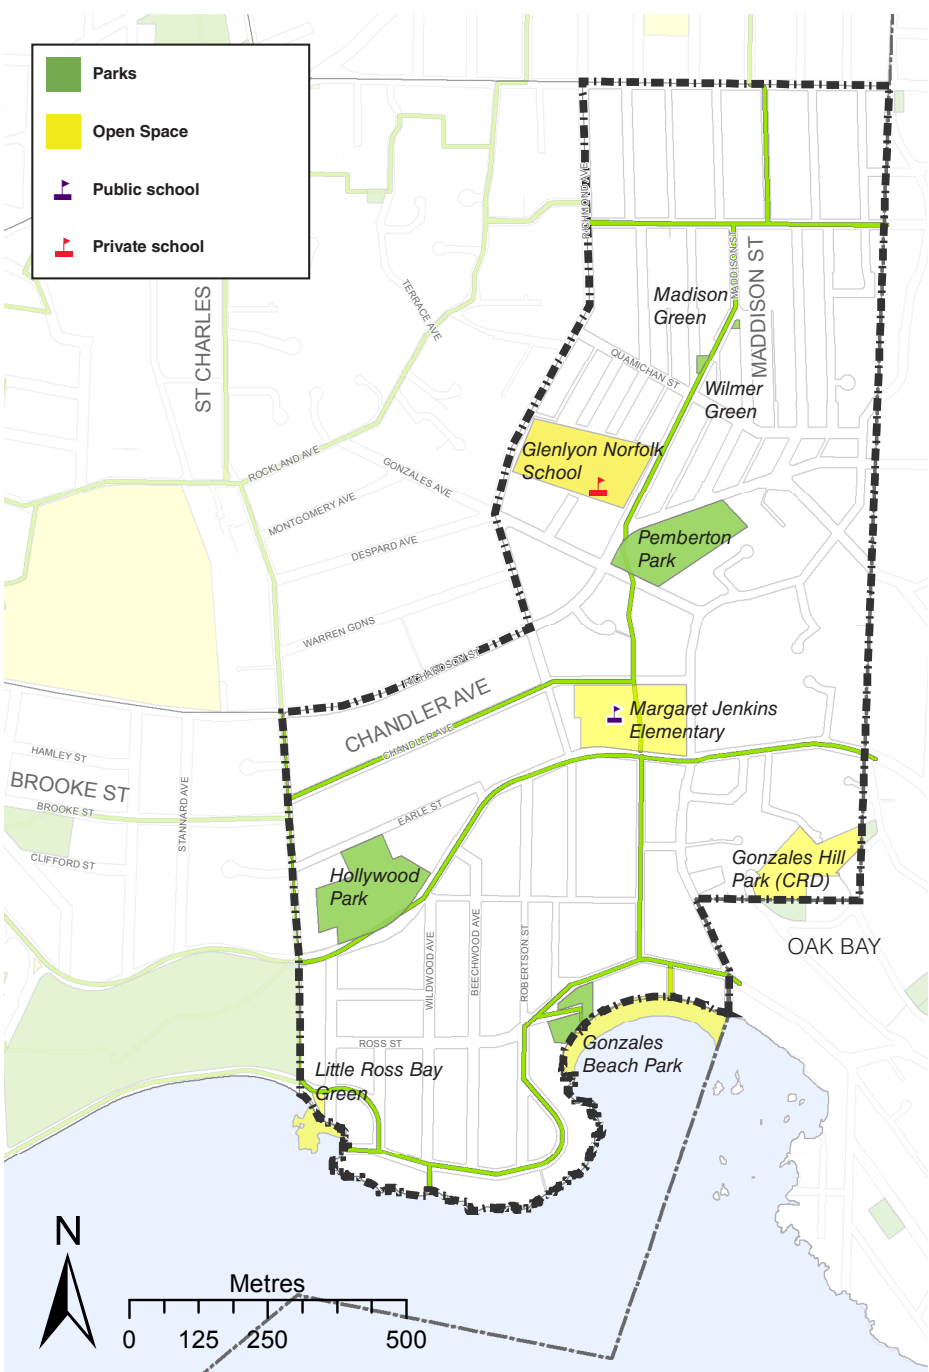 Parks
Open Space
Public school
Private school
RICHMOND AVE
MADDISON ST
MADDISON ST
Madison
Green
TERRACE AVE
ST CHARLES
QUAMICHAN ST
Wilmer
Green
Glenlyon Norfolk
School
ROCKLAND AVE
GONZALES AVE
MONTGOMERY AVE
DESPARD AVE
Pemberton
Park
WARREN GDNS
RICHARDSON ST
CHANDLER AVE
CHANDLER AVE
Margaret Jenkins
Elementary
HAMLEY ST
BROOKE ST
BROOKE ST
STANNARD AVE
CLIFFORD ST
EARLE ST
Hollywood
Park
Gonzales Hill
Park (CRD)
OAK BAY
WILDWOOD AVE
BEECHWOOD AVE
ROBERTSON ST
ROSS ST
Gonzales
Beach Park
Little Ross Bay
Green
N
Metres
0 125 250 500